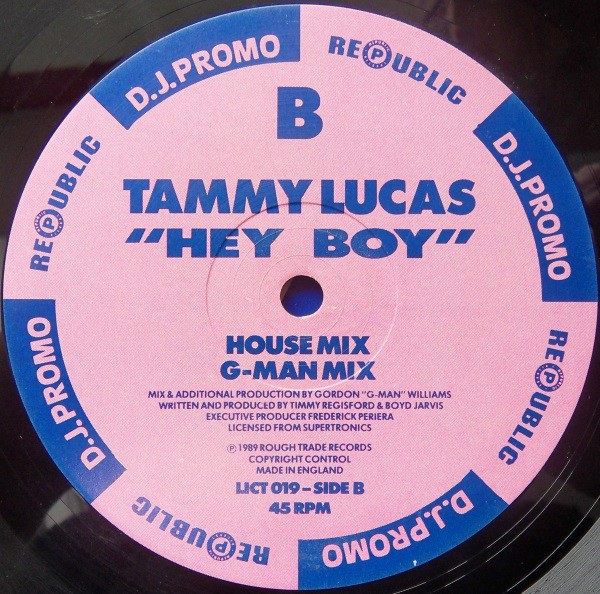 D.J.PROMO
REPUBLIC
D.J.PROMO
REPUBLIC
D.J.PROMO
REPUBLIC
D.J.PROMO
REPUBLIC
B
TAMMY LUCAS
"HEY BOY"
HOUSE MIX
G-MAN MIX
MIX & ADDITIONAL PRODUCTION BY GORDON "G-MAN" WILLIAMS
WRITTEN AND PRODUCED BY TIMMY REGISFORD & BOYD JARVIS
EXECUTIVE PRODUCER FREDERICK PERIERA
LICENSED FROM SUPERTRONICS
℗ 1989 ROUGH TRADE RECORDS
COPYRIGHT CONTROL
MADE IN ENGLAND
LICT 019 – SIDE B
45 RPM